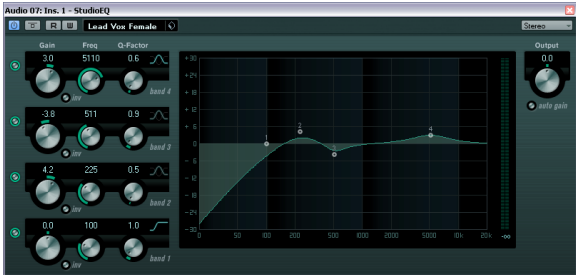 Audio 07: Ins. 1 - StudioEQ
R W Lead Vox Female Stereo
Gain Freq Q-Factor Output
3.0 5110 0.6 0.0
inv band 4 auto gain
-3.8 511 0.9
inv band 3
4.2 225 0.5
inv band 2
0.0 100 1.0
inv band 1
+30
+24
+18
+12
+6
0
-6
-12
-18
-24
-30
1 2 3 4
0 50 100 200 500 1000 2000 5000 10k 20k
-oo